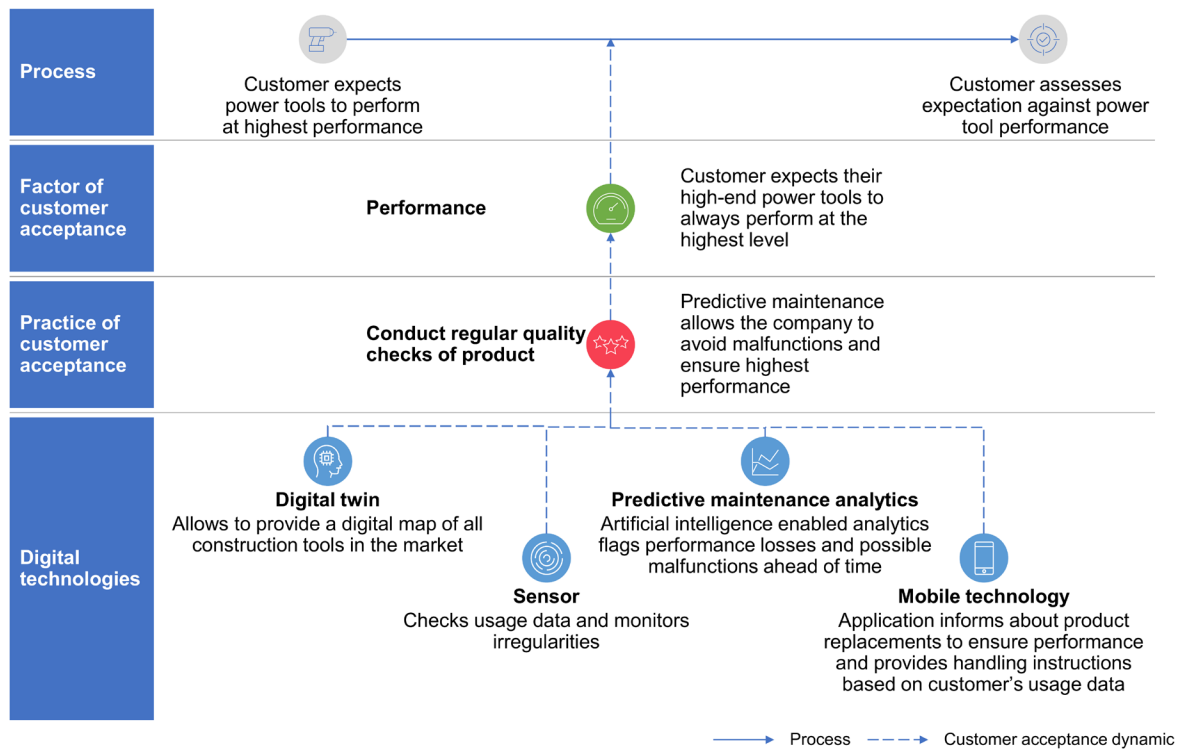 Process
Customer expects
power tools to perform
at highest performance
Customer assesses
expectation against power
tool performance
Factor of
customer
acceptance
Performance
Customer expects their
high-end power tools to
always perform at the
highest level
Practice of
customer
acceptance
Conduct regular quality
checks of product
Predictive maintenance
allows the company to
avoid malfunctions and
ensure highest
performance
Digital
technologies
Digital twin
Allows to provide a digital map of all
construction tools in the market
Sensor
Checks usage data and monitors
irregularities
Predictive maintenance analytics
Artificial intelligence enabled analytics
flags performance losses and possible
malfunctions ahead of time
Mobile technology
Application informs about product
replacements to ensure performance
and provides handling instructions
based on customer’s usage data
Process
Customer acceptance dynamic